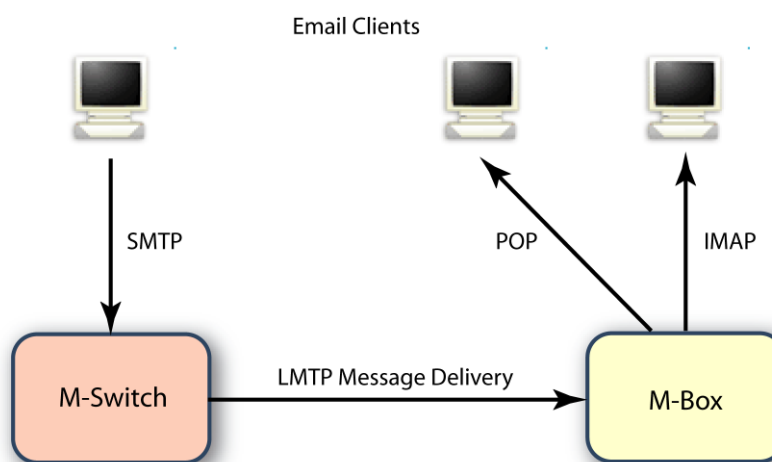 Email Clients
SMTP
POP
IMAP
M-Switch
LMTP Message Delivery
M-Box